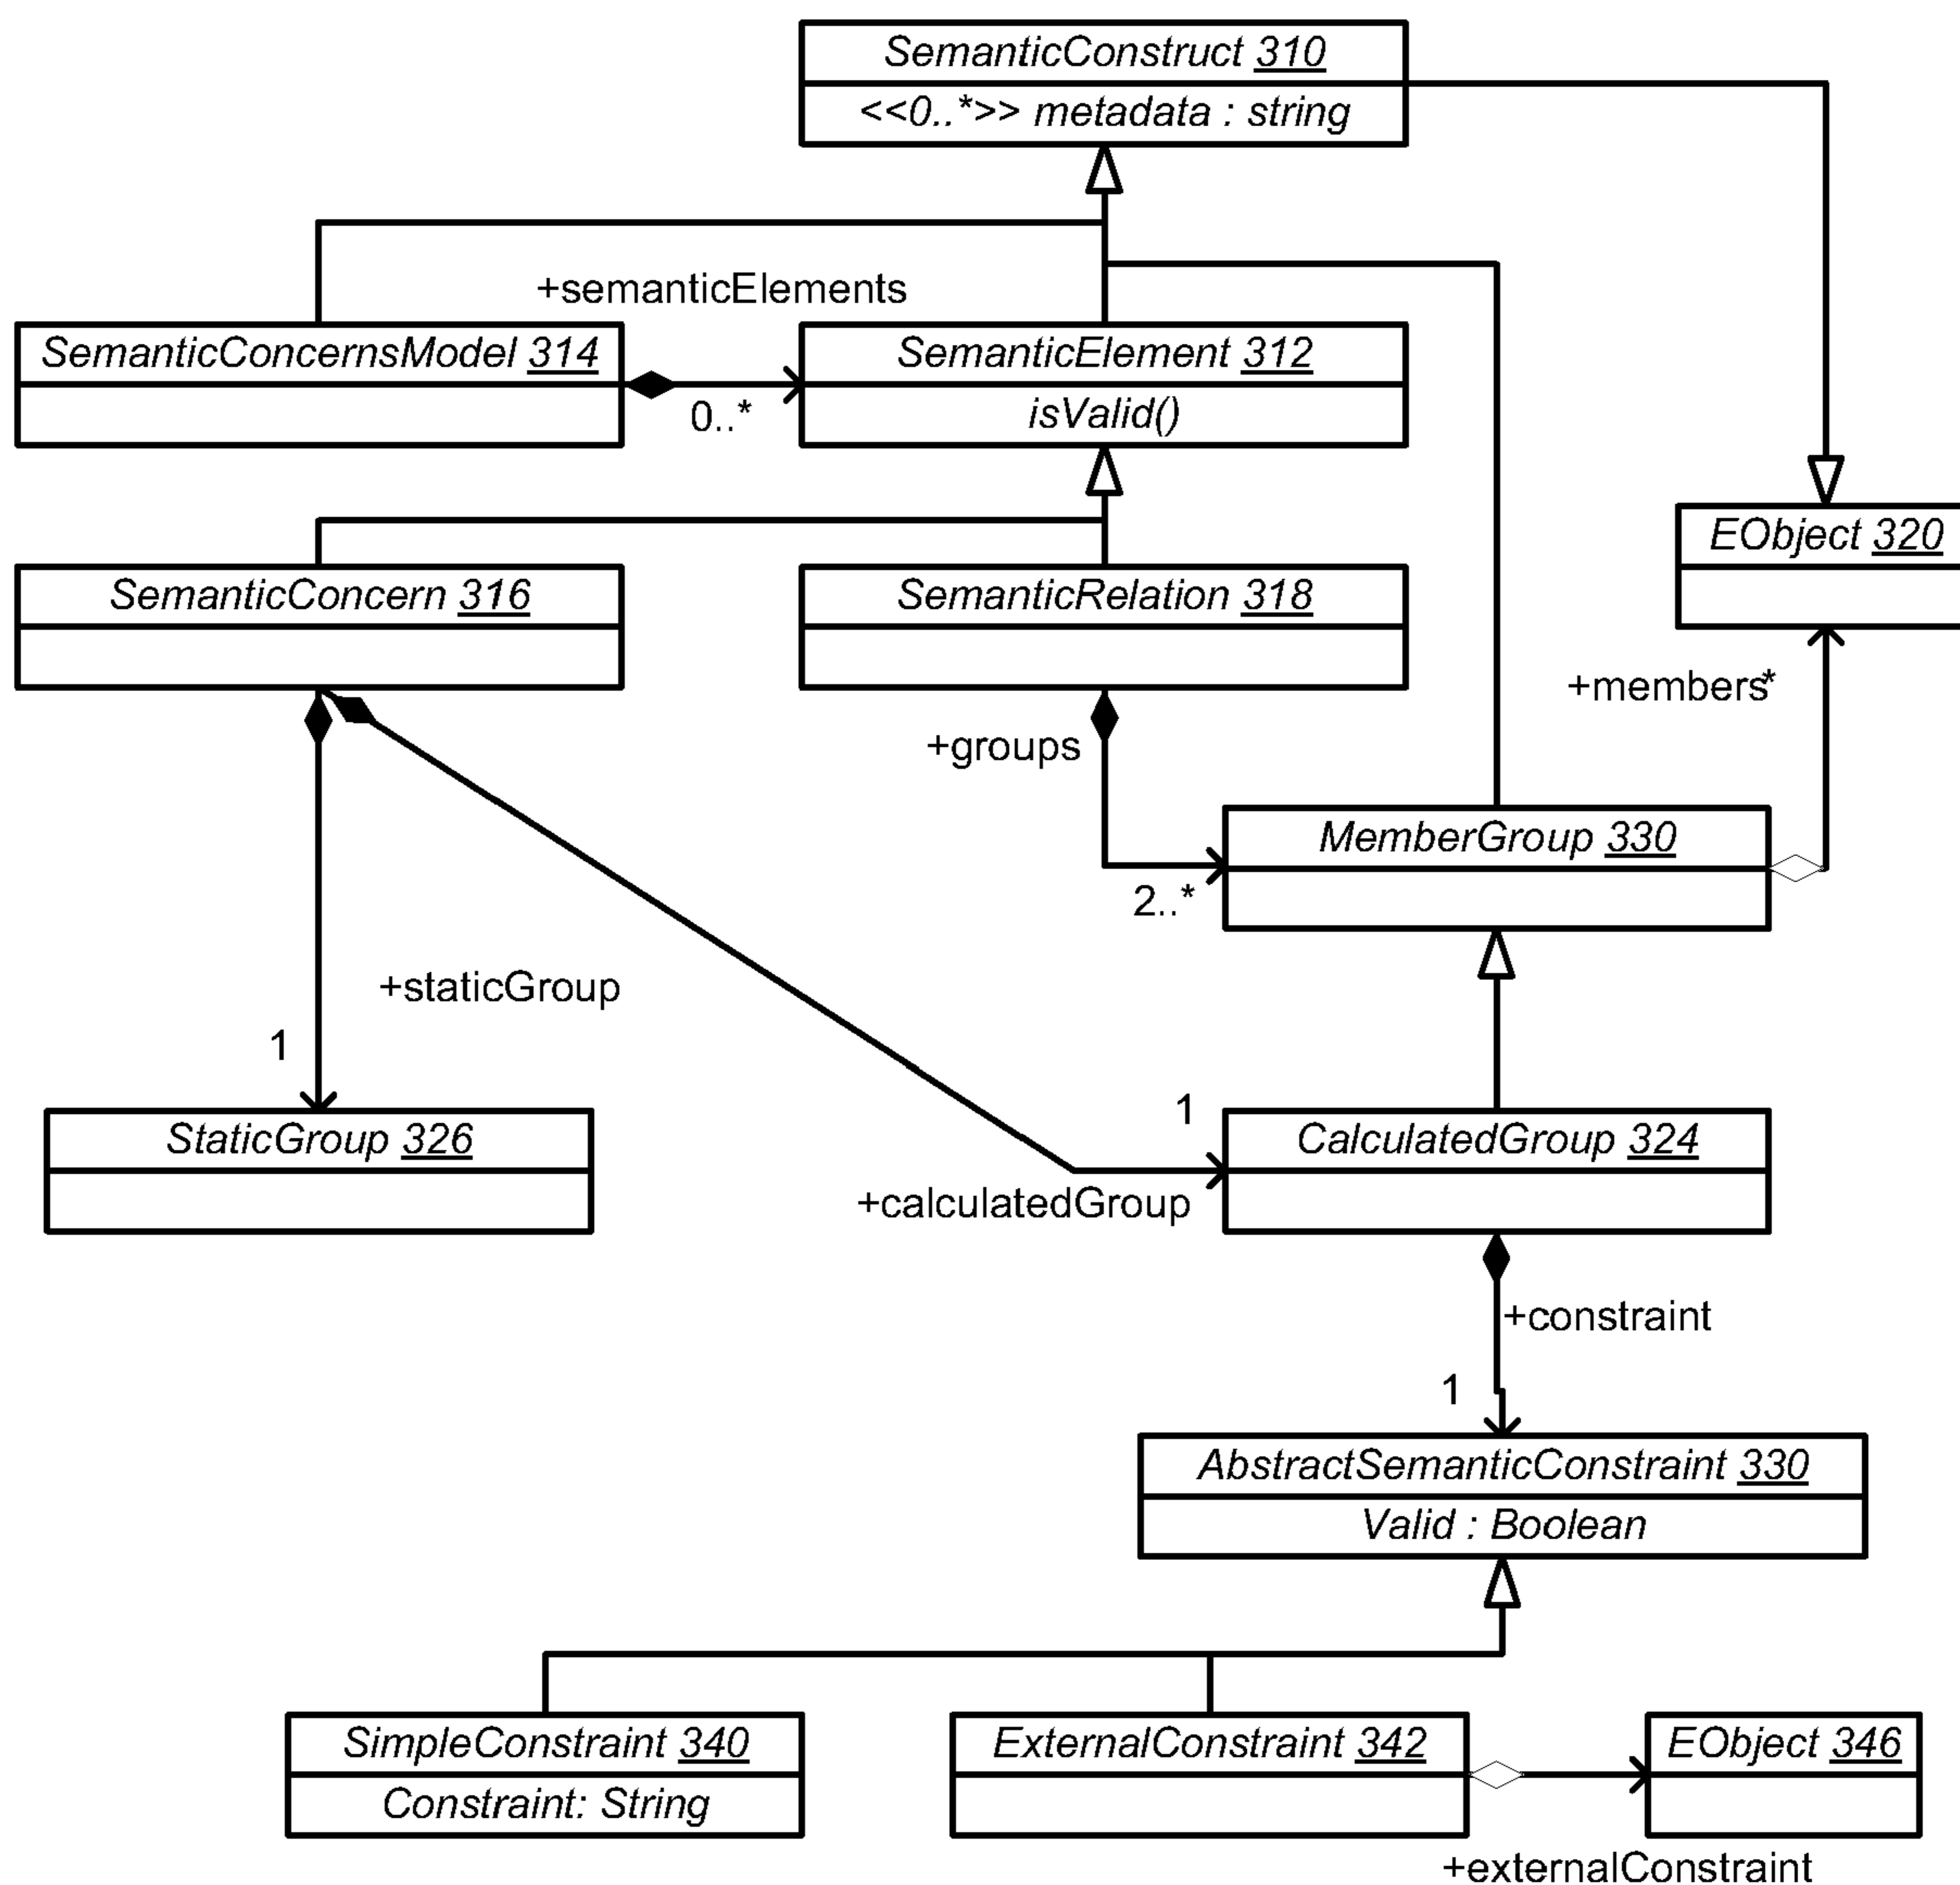 SemanticConstruct 310
<<0..*>> metadata : string
+semanticElements
SemanticConcernsModel 314
SemanticElement 312
0..*
isValid()
EObject 320
SemanticConcern 316
SemanticRelation 318
+members*
+groups
MemberGroup 330
2..*
+staticGroup
1
1
StaticGroup 326
CalculatedGroup 324
+calculatedGroup
+constraint
1
AbstractSemanticConstraint 330
Valid : Boolean
SimpleConstraint 340
ExternalConstraint 342
EObject 346
Constraint: String
+externalConstraint